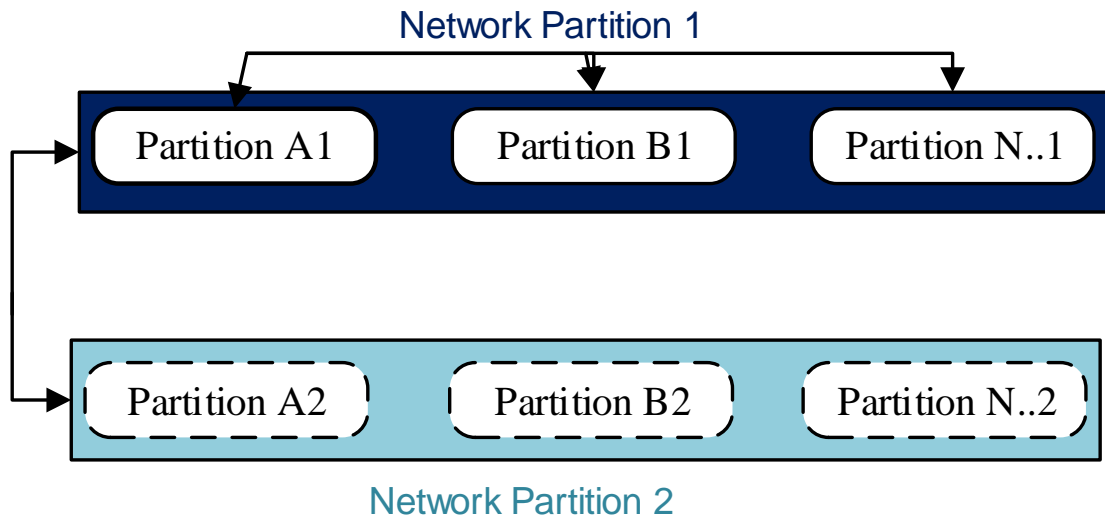 Network Partition 1
Partition A1
Partition B1
Partition N..1
Partition A2
Partition B2
Partition N..2
Network Partition 2